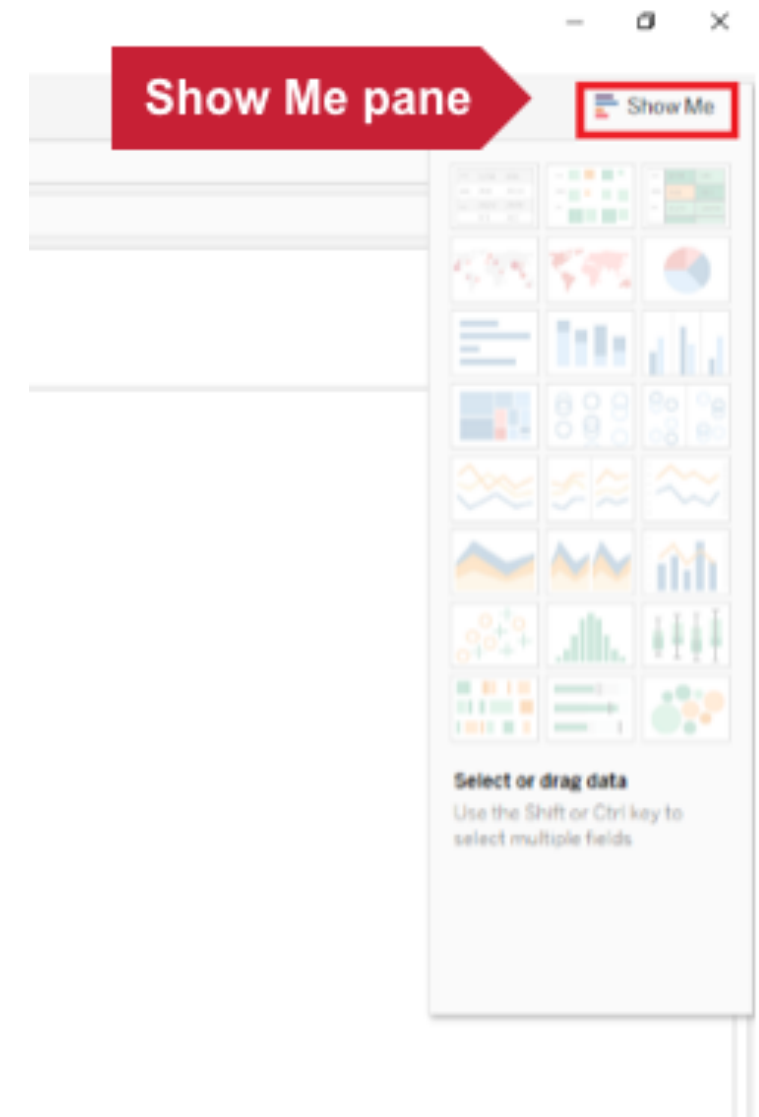 Show Me pane
Show Me
Select or drag data
Use the Shift or Ctrl key to
select multiple fields